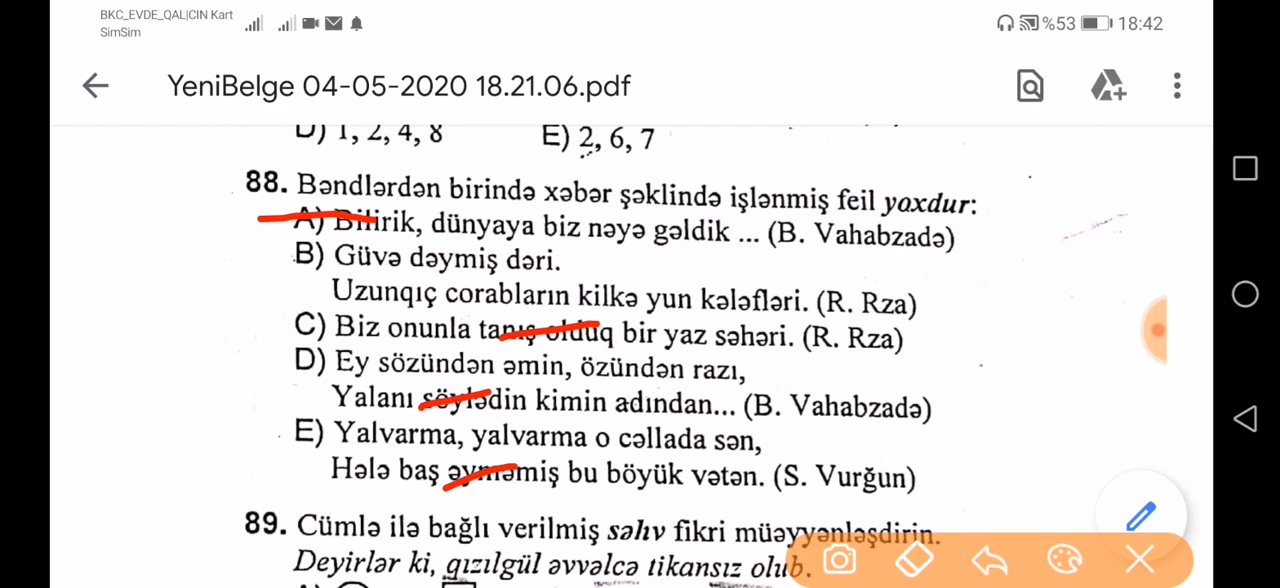 BKC_EVDE_QAL|CIN Kart
SimSim
%53 18:42
YeniBelge 04-05-2020 18.21.06.pdf
D) 1, 2, 4, 8 E) 2, 6, 7
88. Bəndlərdən birində xəbər şəklində işlənmiş feil yoxdur:
A) Bilirik, dünyaya biz nəyə gəldik ... (B. Vahabzadə)
B) Güvə dəymiş dəri.
Uzunqıç corabların kilkə yun kələfləri. (R. Rza)
C) Biz onunla tanış olduq bir yaz səhəri. (R. Rza)
D) Ey sözündən əmin, özündən razı,
Yalanı söylədin kimin adından... (B. Vahabzadə)
E) Yalvarma, yalvarma o cəllada sən,
Hələ baş əyməmiş bu böyük vətən. (S. Vurğun)
89. Cümlə ilə bağlı verilmiş səhv fikri müəyyənləşdirin.
Deyirlər ki, qızılgül əvvəlcə tikansız olub.